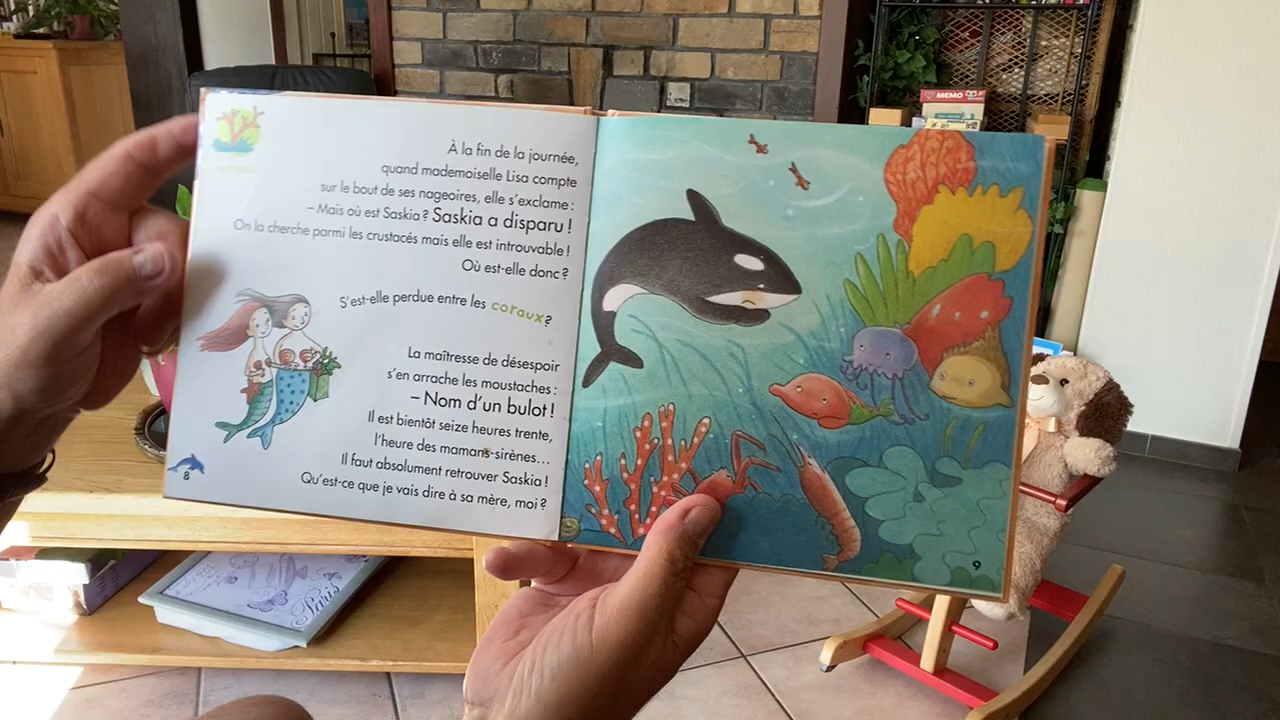 À la fin de la journée,
quand mademoiselle Lisa compte
sur le bout de ses nageoires, elle s'exclame :
– Mais où est Saskia ? Saskia a disparu !
On la cherche parmi les crustacés mais elle est introuvable !
Où est-elle donc ?
S'est-elle perdue entre les coraux ?
La maîtresse de désespoir
s'en arrache les moustaches :
– Nom d'un bulot !
Il est bientôt seize heures trente,
l'heure des mamans-sirènes...
Il faut absolument retrouver Saskia !
Qu'est-ce que je vais dire à sa mère, moi ?
8
9
MEMO
Paris